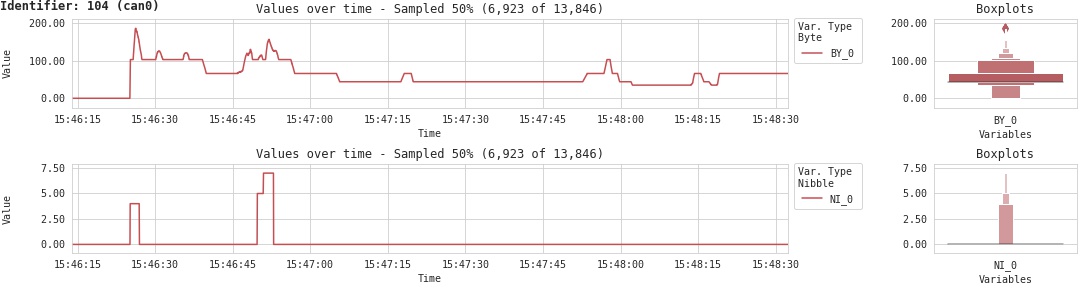 Identifier: 104 (can0)
Values over time - Sampled 50% (6,923 of 13,846)
200.00
100.00
0.00
Value
15:46:15 15:46:30 15:46:45 15:47:00 15:47:15 15:47:30 15:47:45 15:48:00 15:48:15 15:48:30
Time
Var. Type
Byte
BY_0
Boxplots
200.00
100.00
0.00
BY_0
Variables
Values over time - Sampled 50% (6,923 of 13,846)
7.50
5.00
2.50
0.00
Value
15:46:15 15:46:30 15:46:45 15:47:00 15:47:15 15:47:30 15:47:45 15:48:00 15:48:15 15:48:30
Time
Var. Type
Nibble
NI_0
Boxplots
7.50
5.00
2.50
0.00
NI_0
Variables